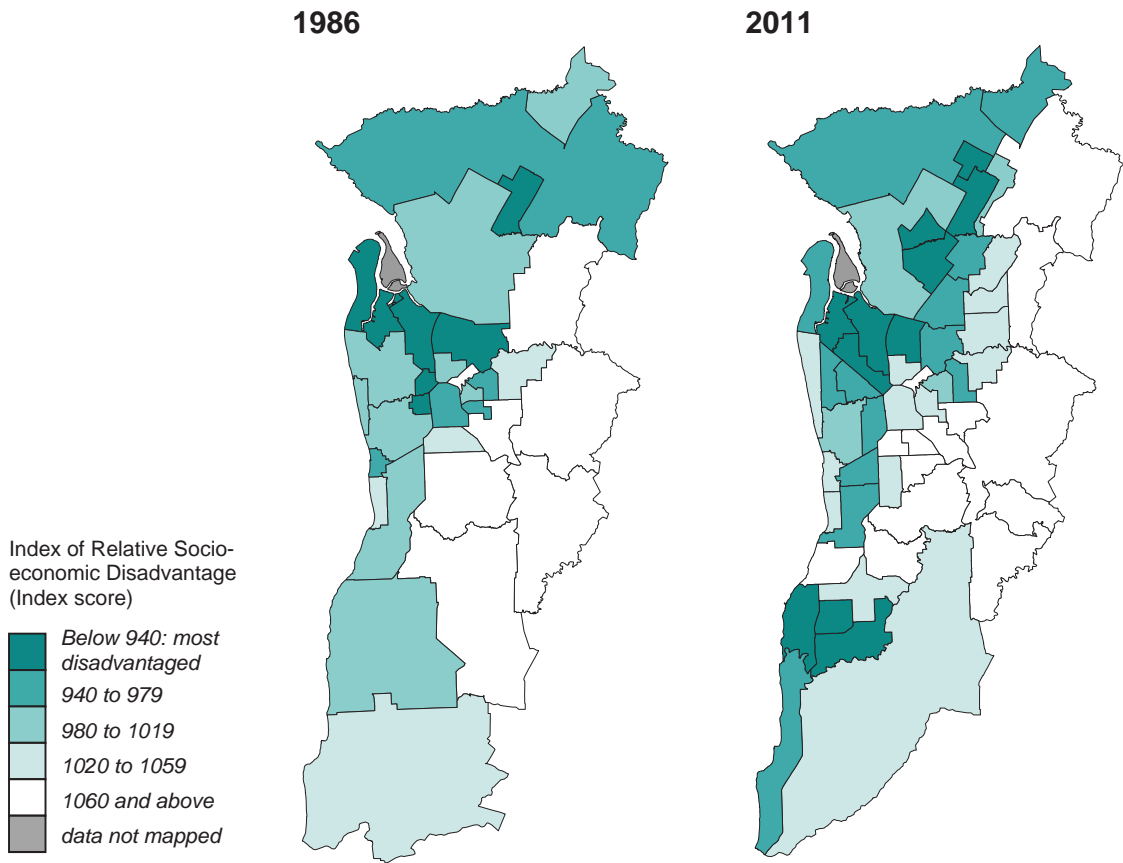 1986
2011
Index of Relative Socio-
economic Disadvantage
(Index score)
Below 940: most
disadvantaged
940 to 979
980 to 1019
1020 to 1059
1060 and above
data not mapped